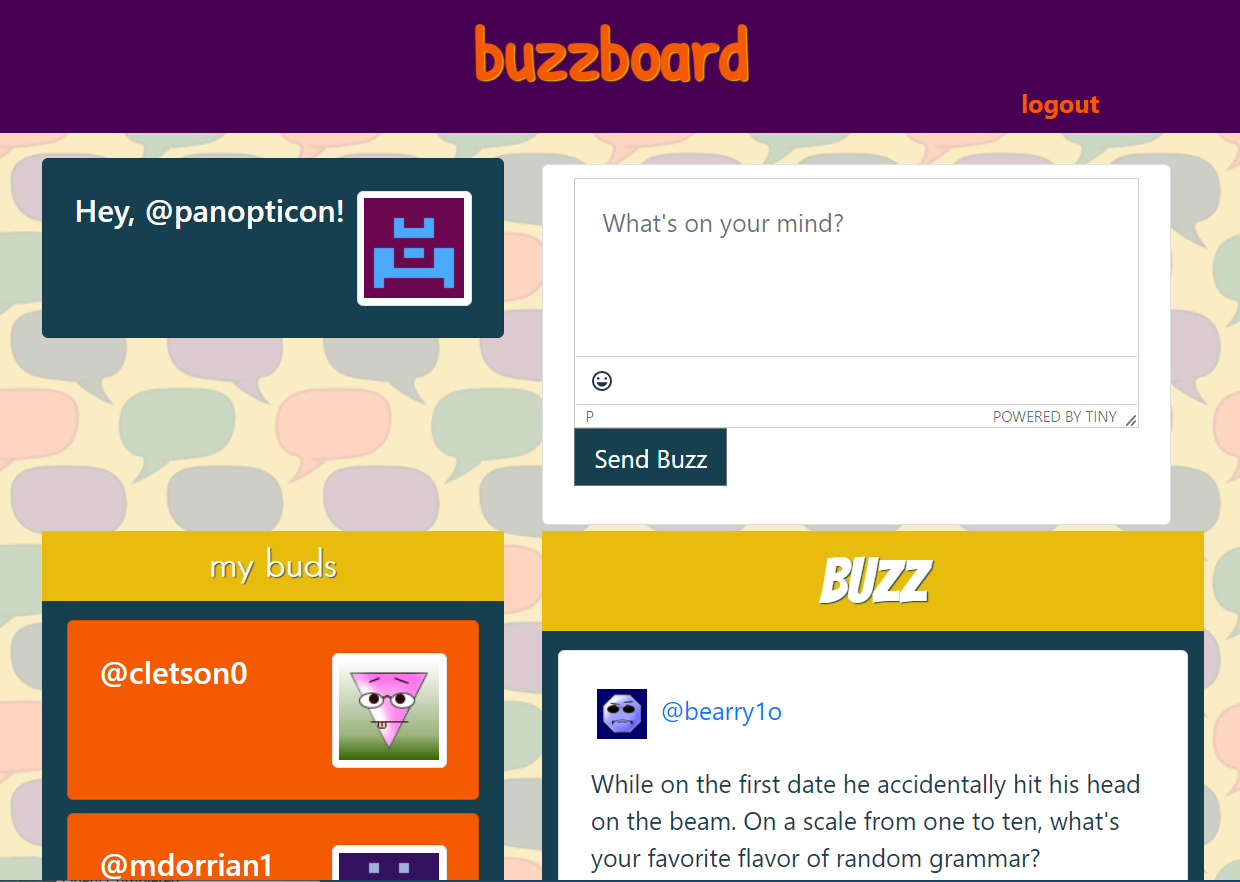 buzzboard
logout
Hey, @panopticon!
What's on your mind?
P
POWERED BY TINY
Send Buzz
my buds
@cletson0
@mdorrian1
BUZZ
@bearry1o
While on the first date he accidentally hit his head
on the beam. On a scale from one to ten, what's
your favorite flavor of random grammar?